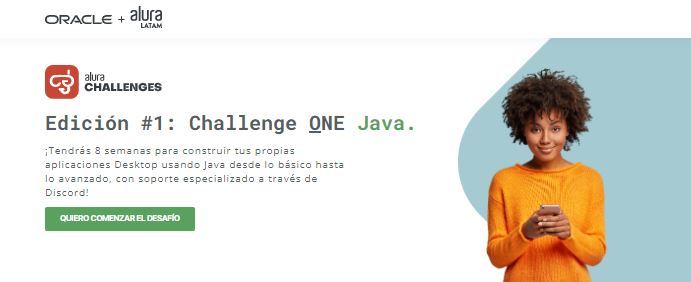 ORACLE + alura
LATAM
alura
CHALLENGES
Edición #1: Challenge ONE Java.
¡Tendrás 8 semanas para construir tus propias
aplicaciones Desktop usando Java desde lo básico hasta
lo avanzado, con soporte especializado a través de
Discord!
QUIERO COMENZAR EL DESAFÍO